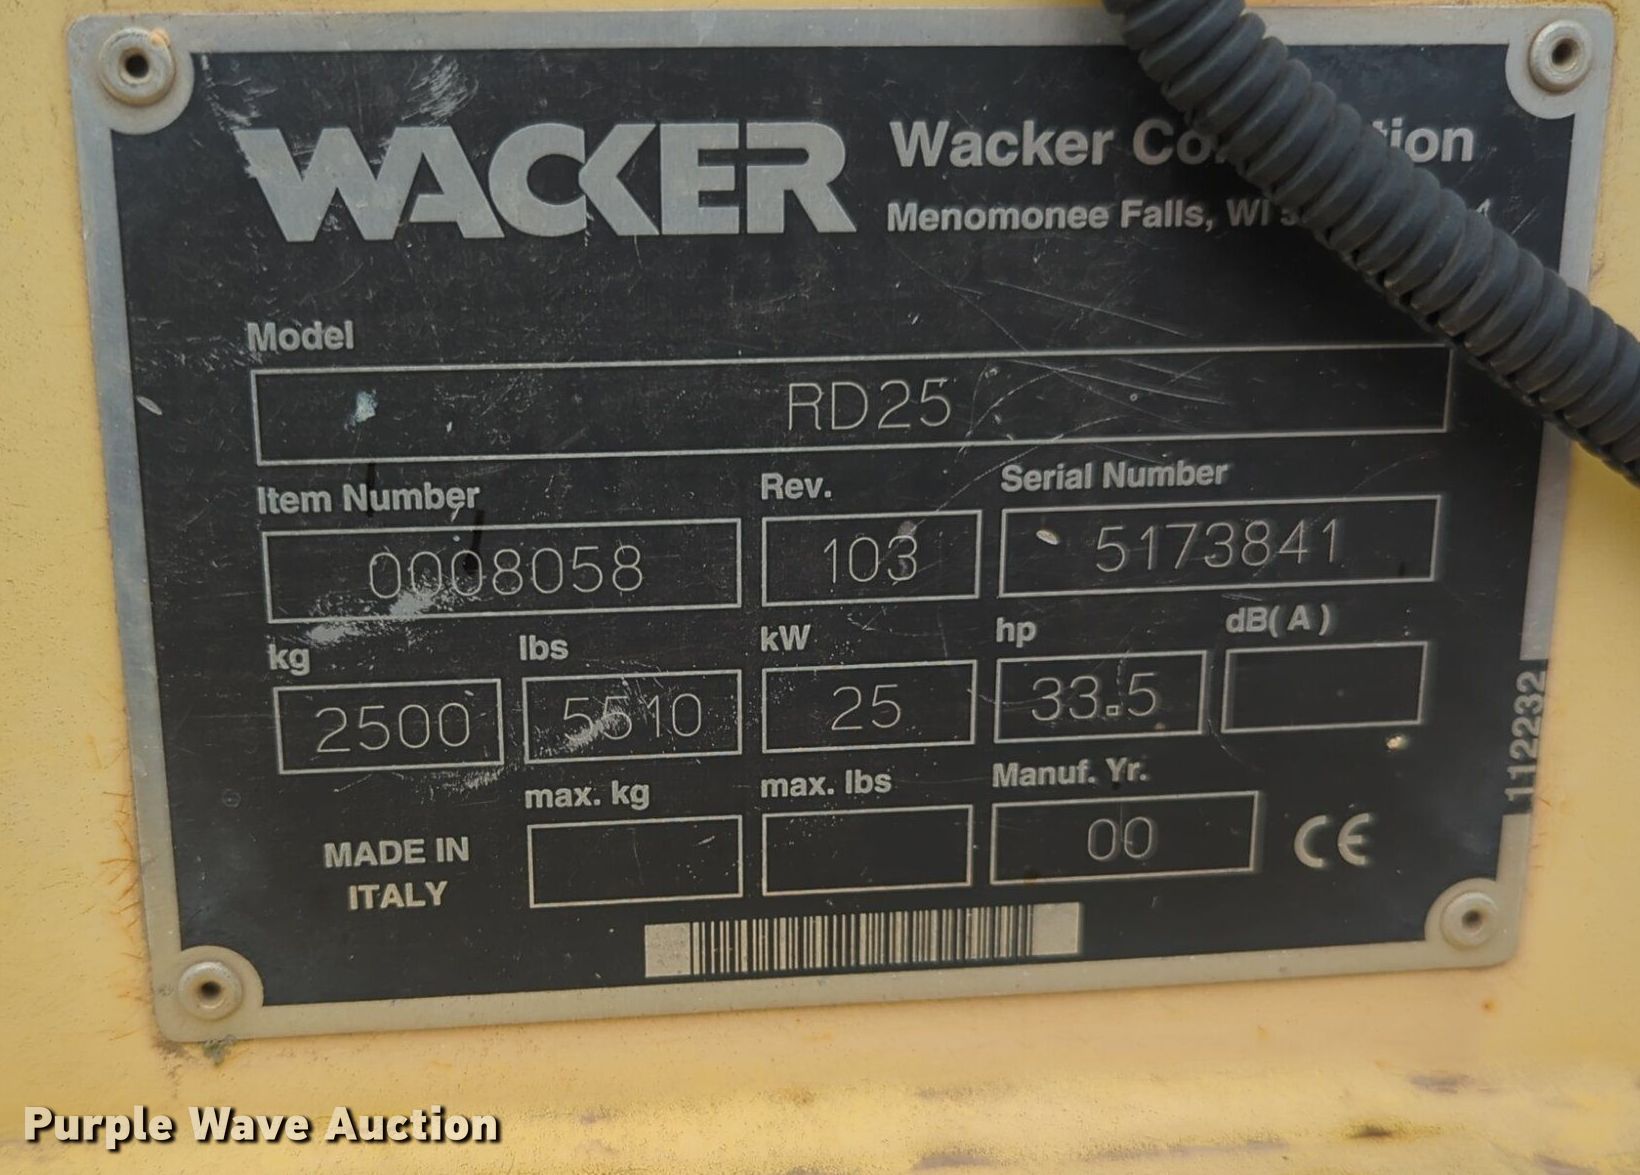 WACKER
Wacker
Menomonee Falls, WI
Model
RD25
Item Number Rev. Serial Number
0008058 103 5173841
kg lbs kW hp dB(A)
2500 5510 25 33.5
max. kg max. lbs Manuf. Yr.
MADE IN
ITALY
00 CE
112232
Purple Wave Auction